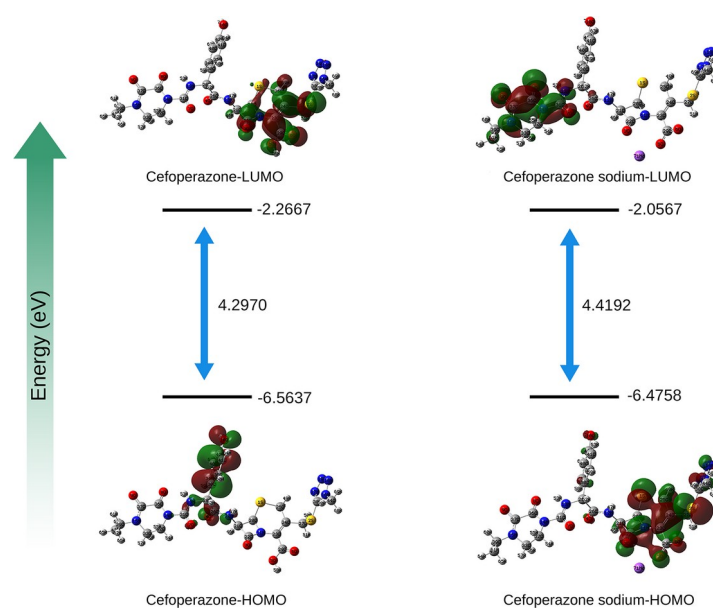 Cefoperazone-LUMO
Cefoperazone sodium-LUMO
-2.2667
-2.0567
Energy (eV)
4.2970
4.4192
-6.5637
-6.4758
Cefoperazone-HOMO
Cefoperazone sodium-HOMO